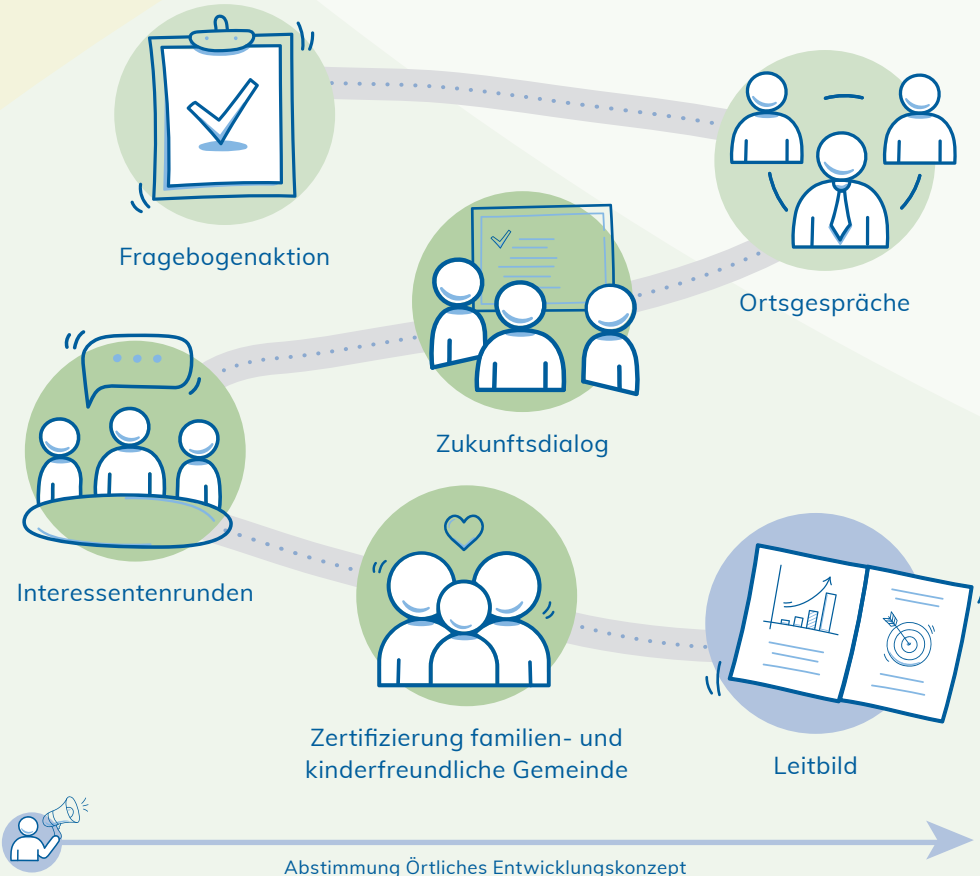 Fragebogenaktion
Ortsgespräche
Zukunftsdialog
Interessentenrunden
Zertifizierung familien- und
kinderfreundliche Gemeinde
Leitbild
Abstimmung Örtliches Entwicklungskonzept